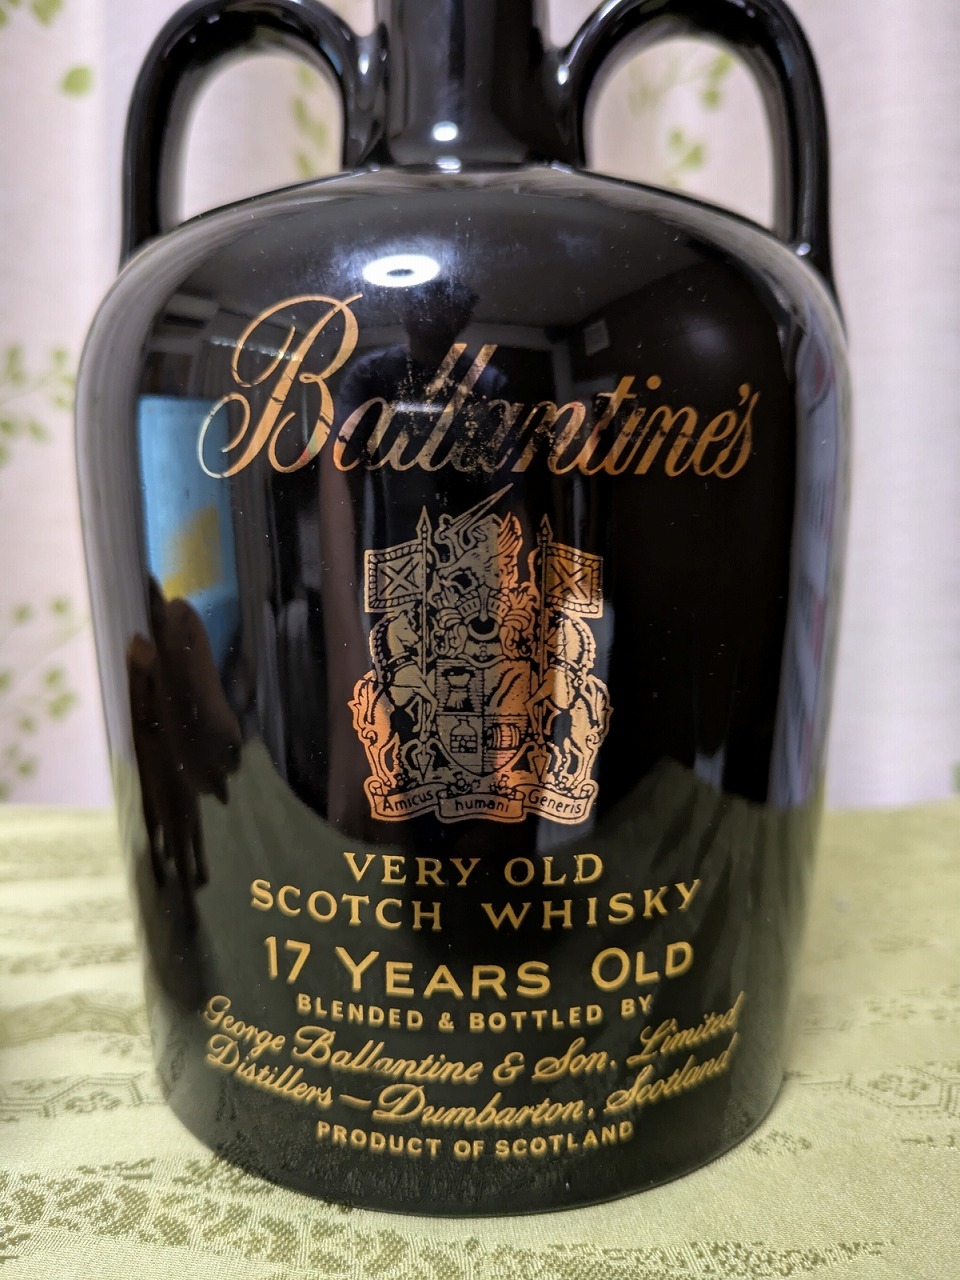 Ballantine's
Amicus humani Generis
VERY OLD
SCOTCH WHISKY
17 YEARS OLD
BLENDED & BOTTLED BY
George Ballantine & Son. Limited
Distillers — Dumbarton. Scotland
PRODUCT OF SCOTLAND